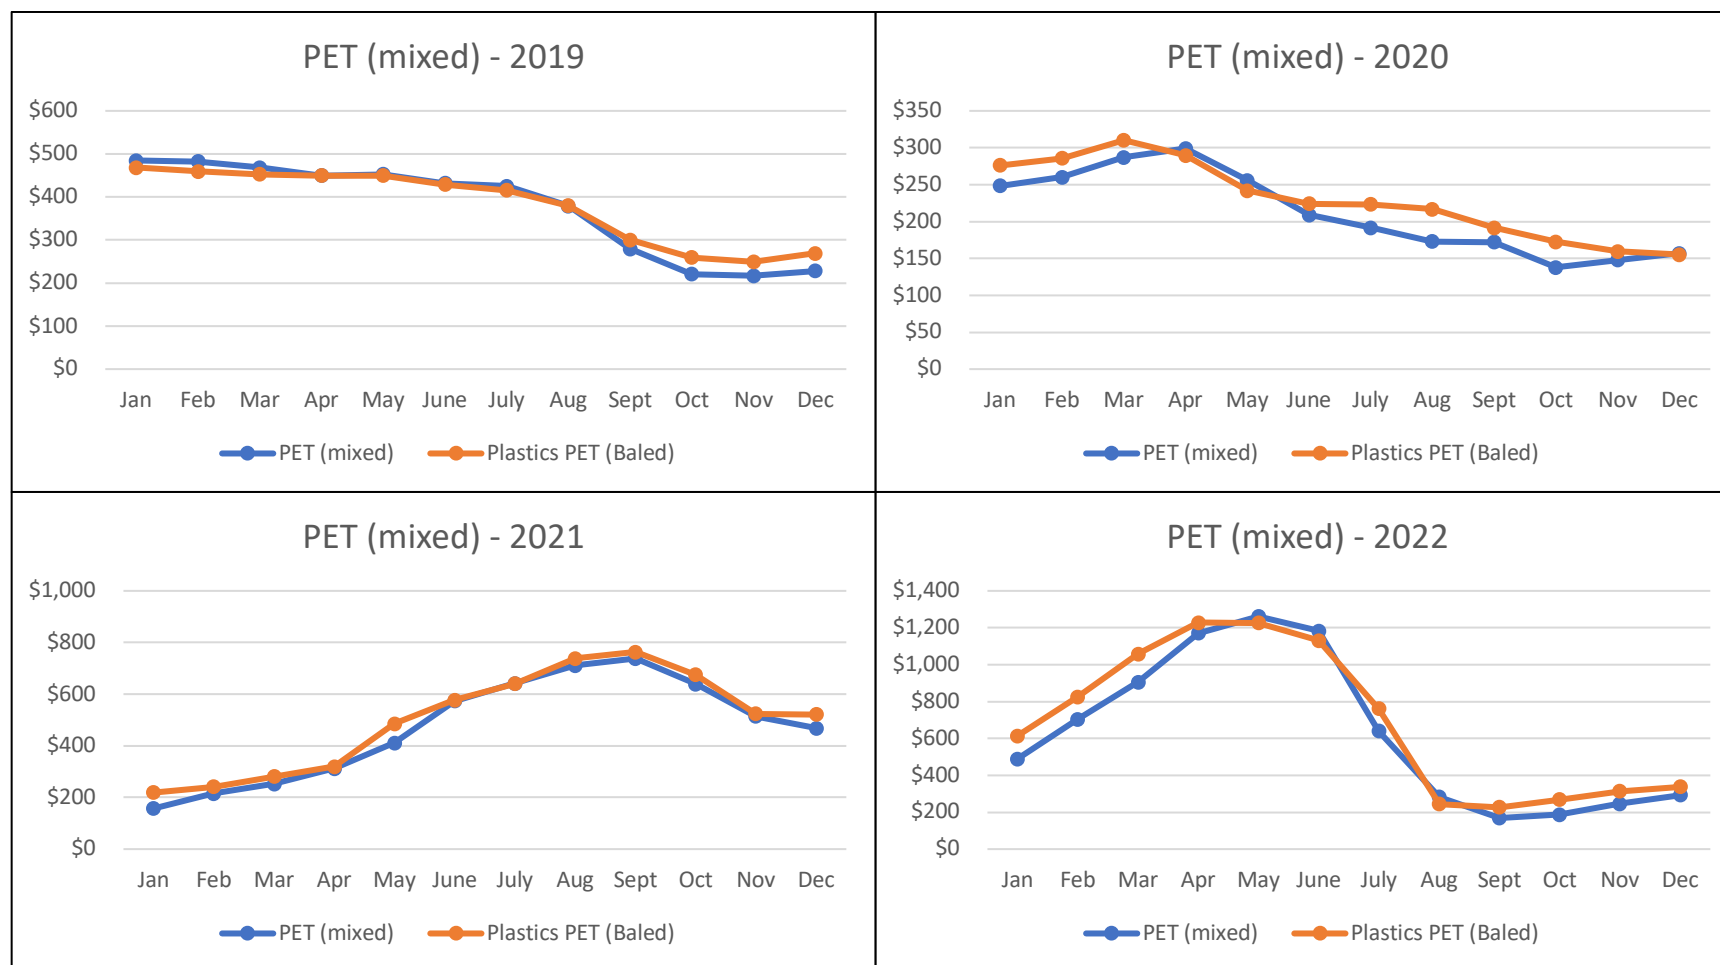 PET (mixed) - 2019
$600
$500
$400
$300
$200
$100
$0
Jan Feb Mar Apr May June July Aug Sept Oct Nov Dec
PET (mixed) Plastics PET (Baled)
PET (mixed) - 2020
$350
$300
$250
$200
$150
$100
$50
$0
Jan Feb Mar Apr May June July Aug Sept Oct Nov Dec
PET (mixed) Plastics PET (Baled)
PET (mixed) - 2021
$1,000
$800
$600
$400
$200
$0
Jan Feb Mar Apr May June July Aug Sept Oct Nov Dec
PET (mixed) Plastics PET (Baled)
PET (mixed) - 2022
$1,400
$1,200
$1,000
$800
$600
$400
$200
$0
Jan Feb Mar Apr May June July Aug Sept Oct Nov Dec
PET (mixed) Plastics PET (Baled)